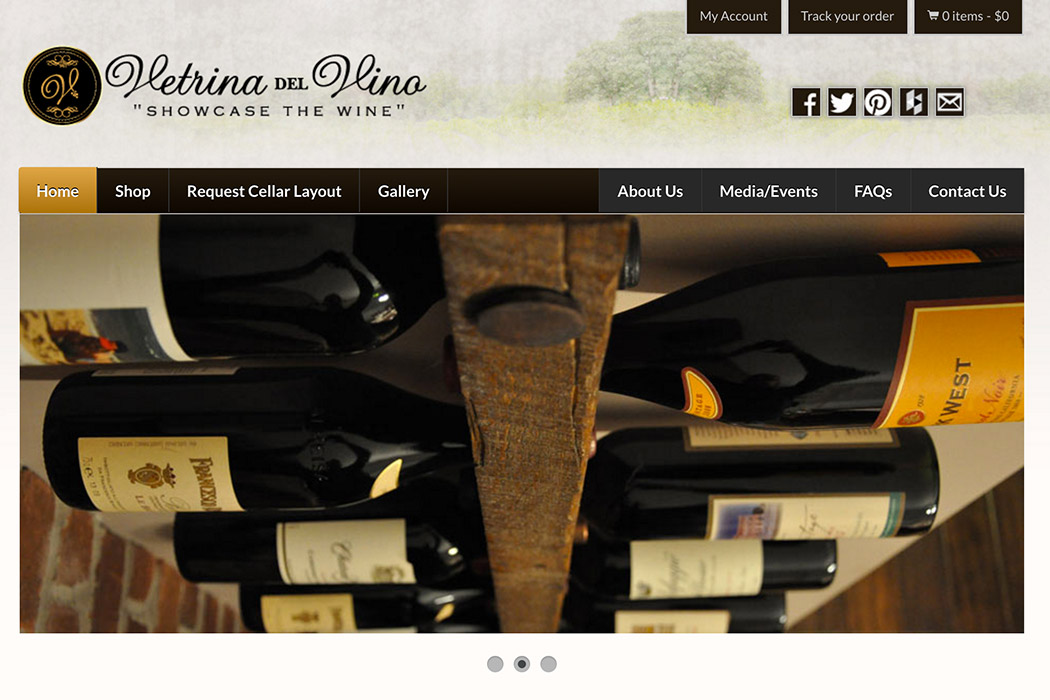 My Account
Track your order
0 items - $0
Vetrina DEL Vino
"SHOWCASE THE WINE"
Home
Shop
Request Cellar Layout
Gallery
About Us
Media/Events
FAQs
Contact Us
WEST